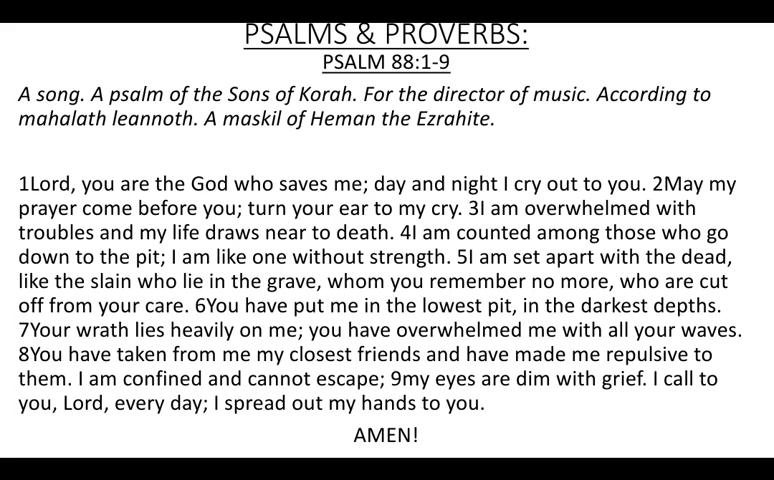 PSALMS & PROVERBS:
PSALM 88:1-9
A song. A psalm of the Sons of Korah. For the director of music. According to
mahalath leannoth. A maskil of Heman the Ezrahite.
1Lord, you are the God who saves me; day and night I cry out to you. 2May my
prayer come before you; turn your ear to my cry. 3I am overwhelmed with
troubles and my life draws near to death. 4I am counted among those who go
down to the pit; I am like one without strength. 5I am set apart with the dead,
like the slain who lie in the grave, whom you remember no more, who are cut
off from your care. 6You have put me in the lowest pit, in the darkest depths.
7Your wrath lies heavily on me; you have overwhelmed me with all your waves.
8You have taken from me my closest friends and have made me repulsive to
them. I am confined and cannot escape; 9my eyes are dim with grief. I call to
you, Lord, every day; I spread out my hands to you.
AMEN!